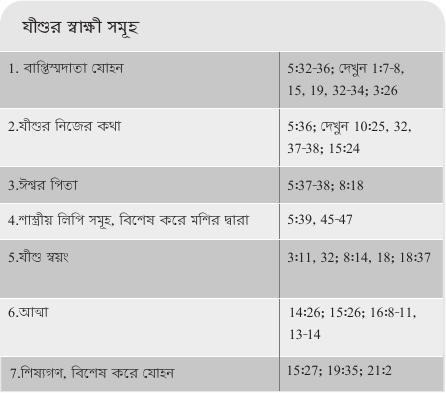 যীশুর স্বাক্ষী সমূহ
1. বাপ্তিস্মদাতা যোহন
5:32-36; দেখুন 1:7-8,
15, 19, 32-34; 3:26
2.যীশুর নিজের কথা
5:36; দেখুন 10:25, 32,
37-38; 15:24
3.ঈশ্বর পিতা
5:37-38; 8:18
4.শাস্ত্রীয় লিপি সমূহ, বিশেষ করে মশির দ্বারা
5:39, 45-47
5.যীশু স্বয়ং
3:11, 32; 8:14, 18; 18:37
6.আত্মা
14:26; 15:26; 16:8-11,
13-14
7.শিষ্যগণ, বিশেষ করে যোহন
15:27; 19:35; 21:2